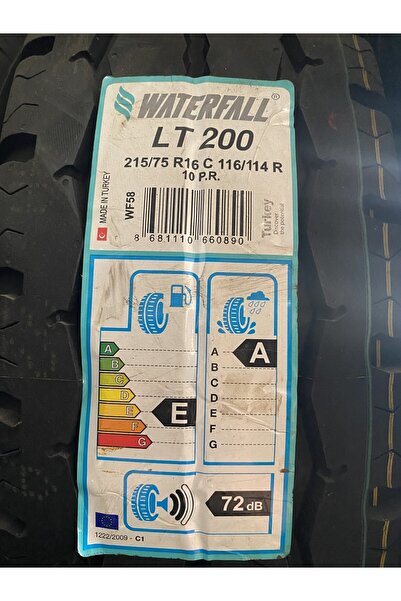 WATERFALL®
LT 200
215/75 R16 C 116/114 R
10 P.R.
MADE IN TURKEY
WF58
8 681110 660890
Turkey
Discover
the potential
A
B
C
D
E
F
G
E
A
B
C
D
E
F
G
A
72 dB
1222/2009 - C1